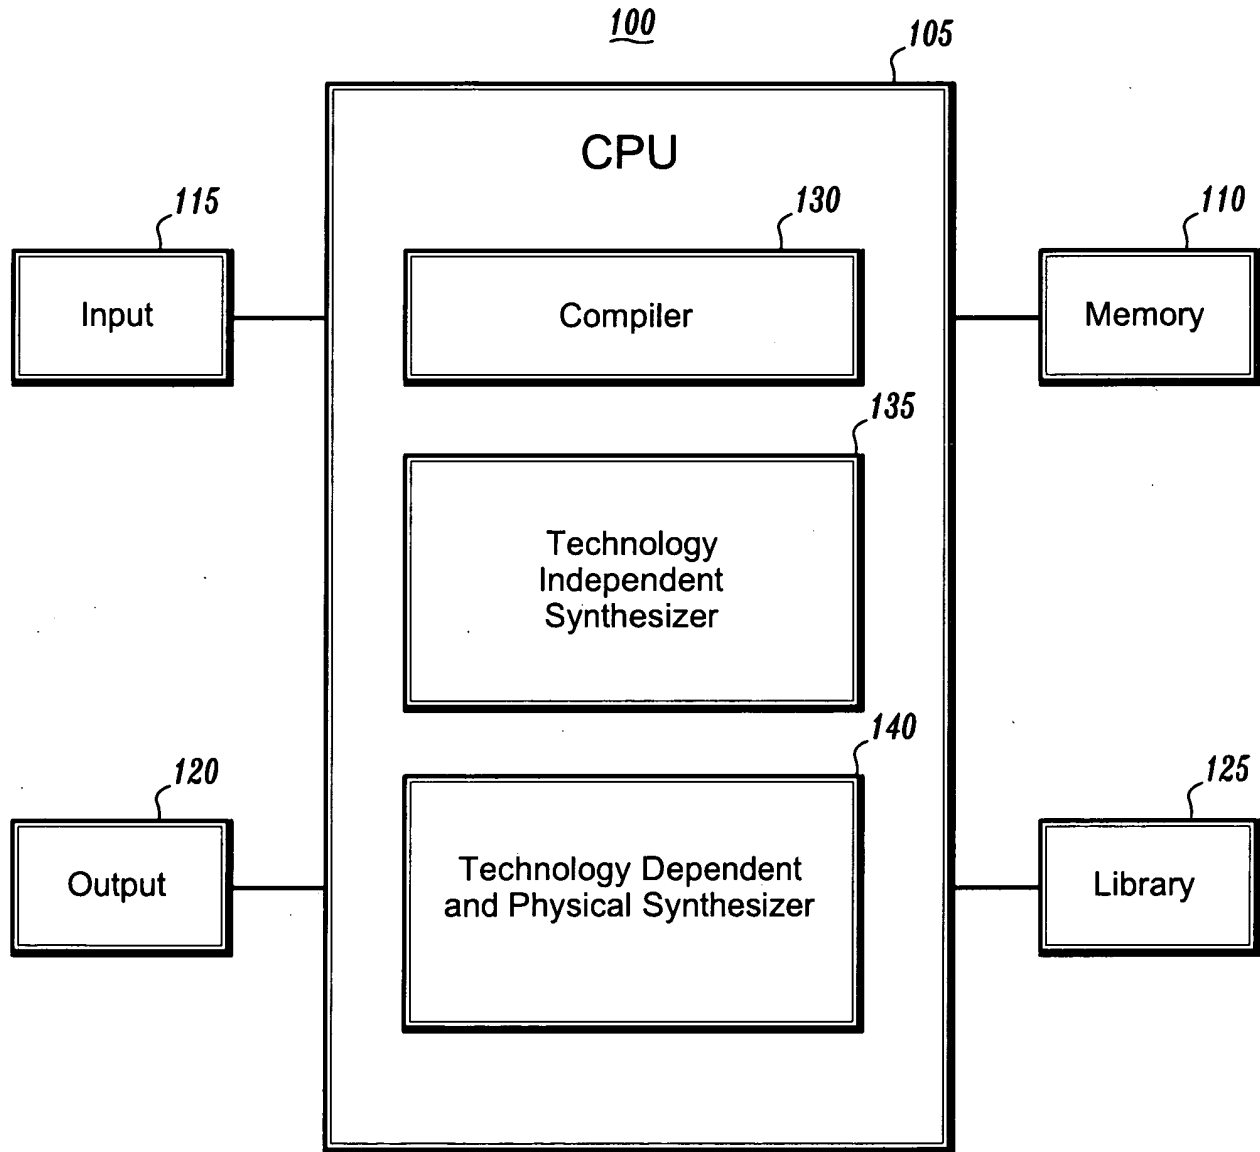 100
105
CPU
115
130
110
Input
Compiler
Memory
135
Technology
Independent
Synthesizer
140
120
125
Output
Technology Dependent
and Physical Synthesizer
Library